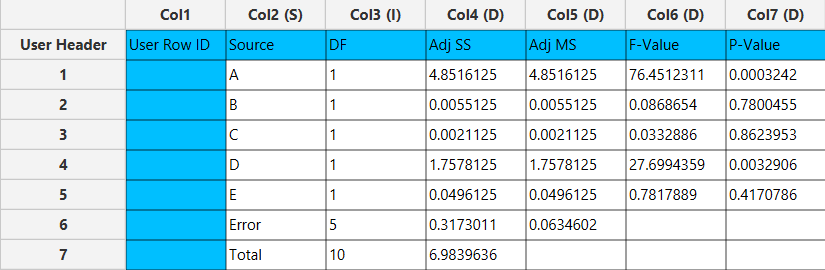 Col1 Col2 (S) Col3 (I) Col4 (D) Col5 (D) Col6 (D) Col7 (D)
User Header User Row ID Source DF Adj SS Adj MS F-Value P-Value
1 A 1 4.8516125 4.8516125 76.4512311 0.0003242
2 B 1 0.0055125 0.0055125 0.0868654 0.7800455
3 C 1 0.0021125 0.0021125 0.0332886 0.8623953
4 D 1 1.7578125 1.7578125 27.6994359 0.0032906
5 E 1 0.0496125 0.0496125 0.7817889 0.4170786
6 Error 5 0.3173011 0.0634602
7 Total 10 6.9839636